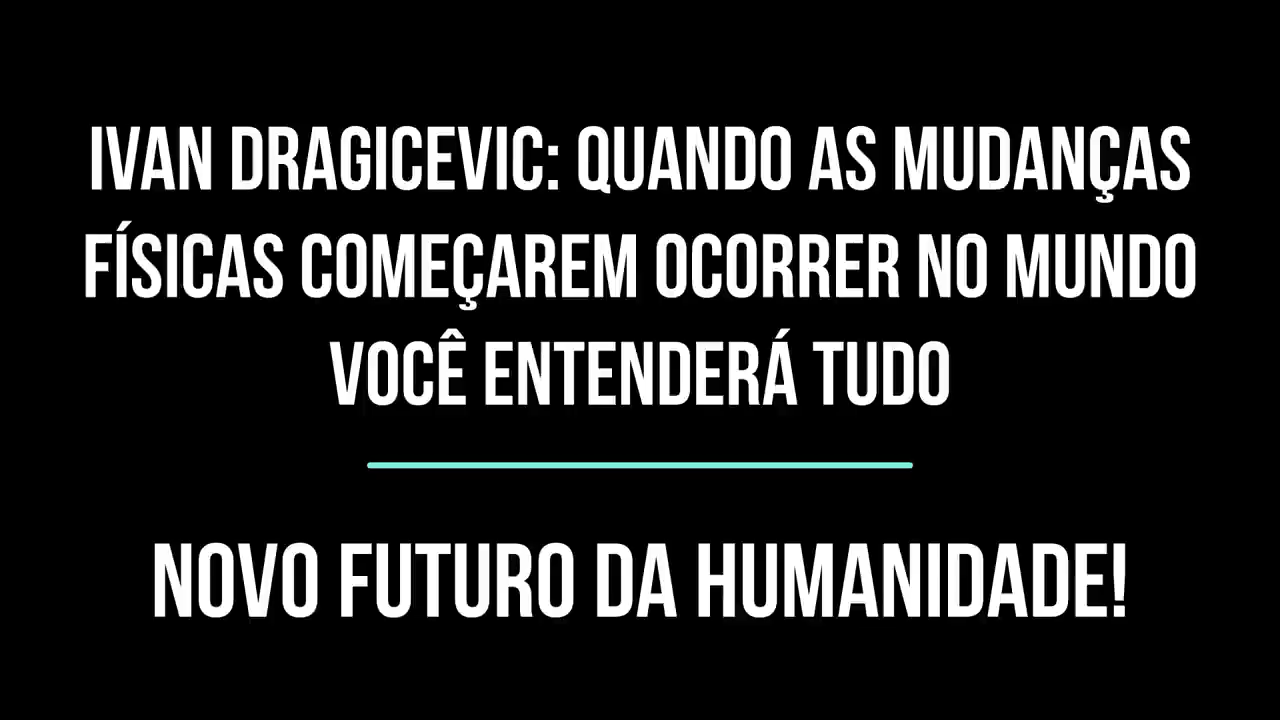 IVAN DRAGICEVIC: QUANDO AS MUDANÇAS
FÍSICAS COMEÇAREM OCORRER NO MUNDO
VOCÊ ENTENDERÁ TUDO
NOVO FUTURO DA HUMANIDADE!